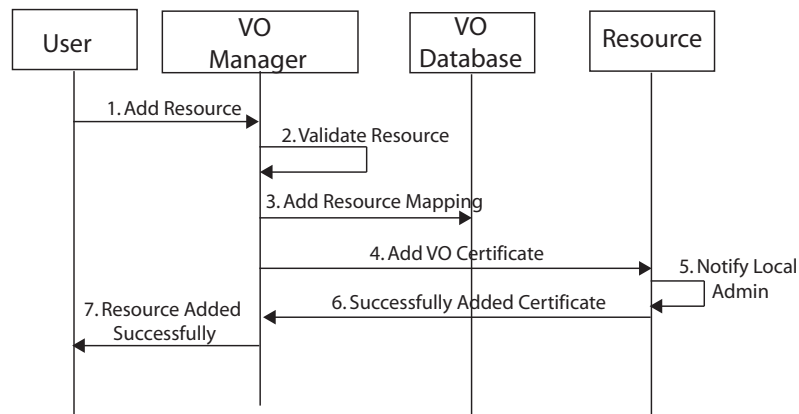 User
VO
Manager
VO
Database
Resource
1. Add Resource
2. Validate Resource
3. Add Resource Mapping
4. Add VO Certificate
5. Notify Local
Admin
6. Successfully Added Certificate
7. Resource Added
Successfully